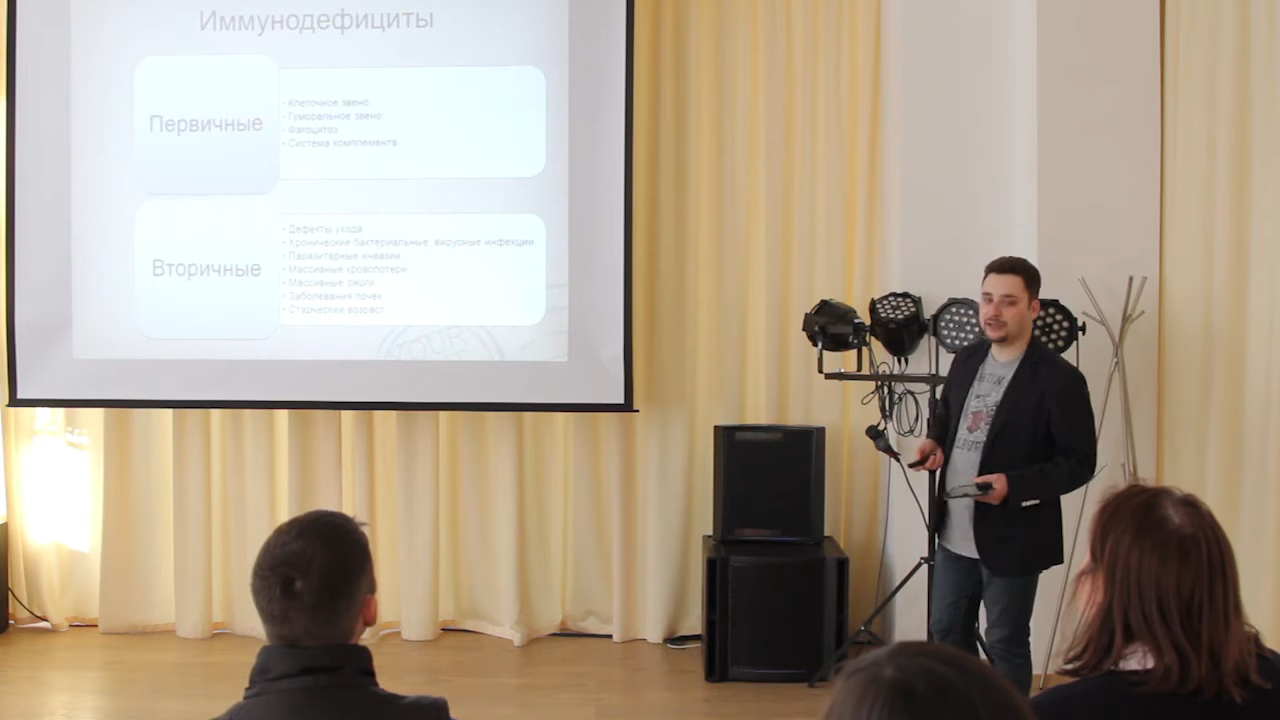 Иммунодефициты
Первичные
• Клеточное звено
• Гуморальное звено
• Фагоцитоз
• Система комплемента
Вторичные
• Дефекты ухода
• Хронические бактериальные, вирусные инфекции
• Паразитарные инвазии
• Массивные кровопотери
• Массивные ожоги
• Заболевания почек
• Старческий возраст